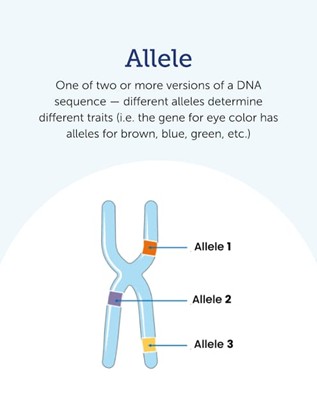 Allele
One of two or more versions of a DNA
sequence — different alleles determine
different traits (i.e. the gene for eye color has
alleles for brown, blue, green, etc.)
Allele 1
Allele 2
Allele 3